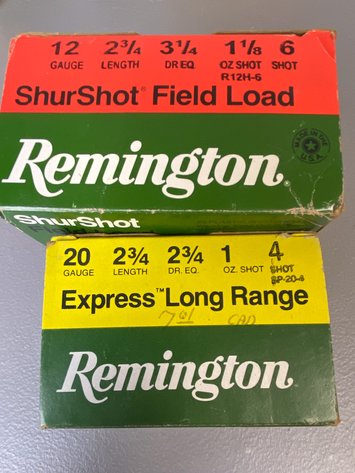 12 2¾ 3¼ 1⅛ 6
GAUGE LENGTH DR.EQ. OZ SHOT SHOT
R12H-6
ShurShot® Field Load
MADE IN THE U.S.A.
Remington®
ShurShot
20 2¾ 2¾ 1 4
GAUGE LENGTH DR. EQ. OZ. SHOT SHOT
SP-20-4
Express™ Long Range
CAD
Remington®